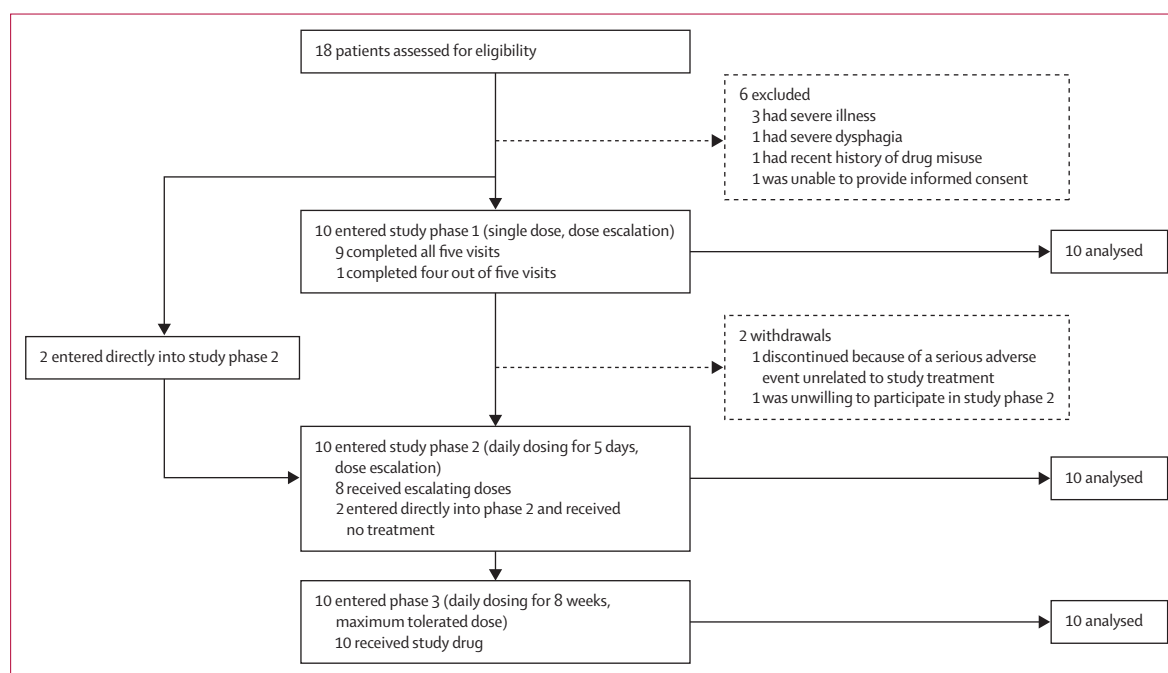 18 patients assessed for eligibility
6 excluded
3 had severe illness
1 had severe dysphagia
1 had recent history of drug misuse
1 was unable to provide informed consent
10 entered study phase 1 (single dose, dose escalation)
9 completed all five visits
1 completed four out of five visits
10 analysed
2 withdrawals
1 discontinued because of a serious adverse
event unrelated to study treatment
1 was unwilling to participate in study phase 2
2 entered directly into study phase 2
10 entered study phase 2 (daily dosing for 5 days,
dose escalation)
8 received escalating doses
2 entered directly into phase 2 and received
no treatment
10 analysed
10 entered phase 3 (daily dosing for 8 weeks,
maximum tolerated dose)
10 received study drug
10 analysed